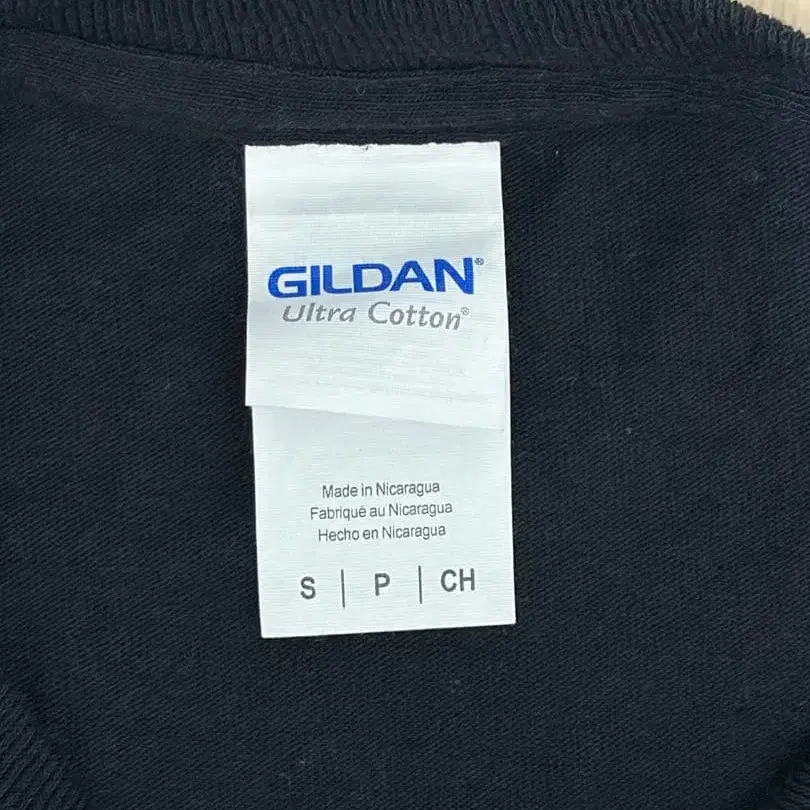 GILDAN®
Ultra Cotton®
Made in Nicaragua
Fabriqué au Nicaragua
Hecho en Nicaragua
S | P | CH